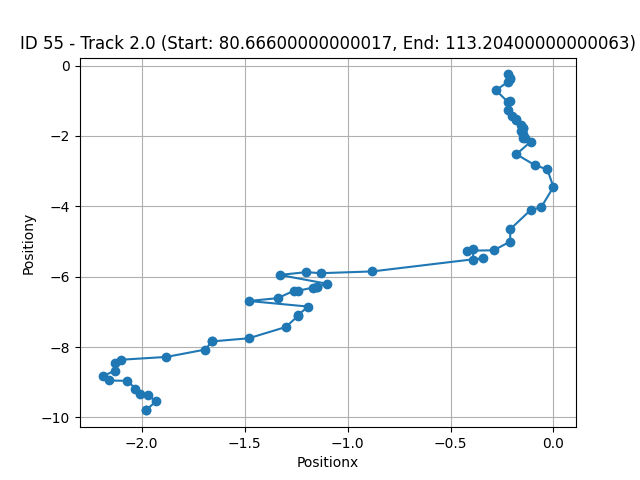 ID 55 - Track 2.0 (Start: 80.66600000000017, End: 113.20400000000063)
0
−2
−4
−6
−8
−10
Positiony
−2.0 −1.5 −1.0 −0.5 0.0
Positionx